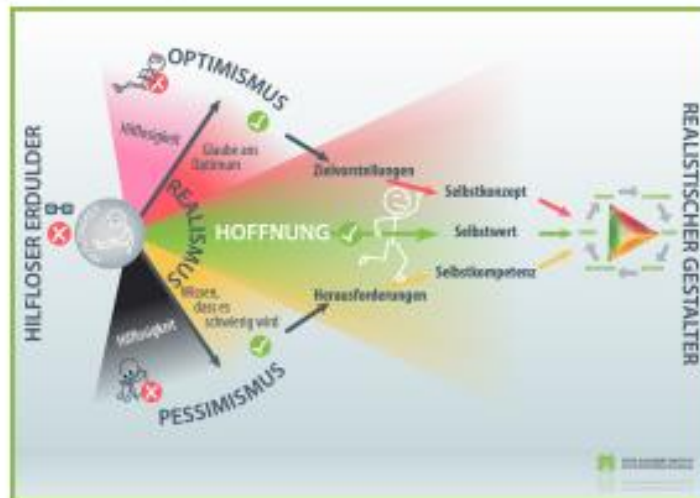 OPTIMISMUS
Hilflosigkeit
Glaube am
Optimum
Zielvorstellungen
HILFLOSER ERDULDER
REALISMUS
HOFFNUNG
Selbstkonzept
Selbstwert
Selbstkompetenz
REALISTISCHER GESTALTER
Wissen,
dass es
schwierig wird
Herausforderungen
Hilflosigkeit
PESSIMISMUS